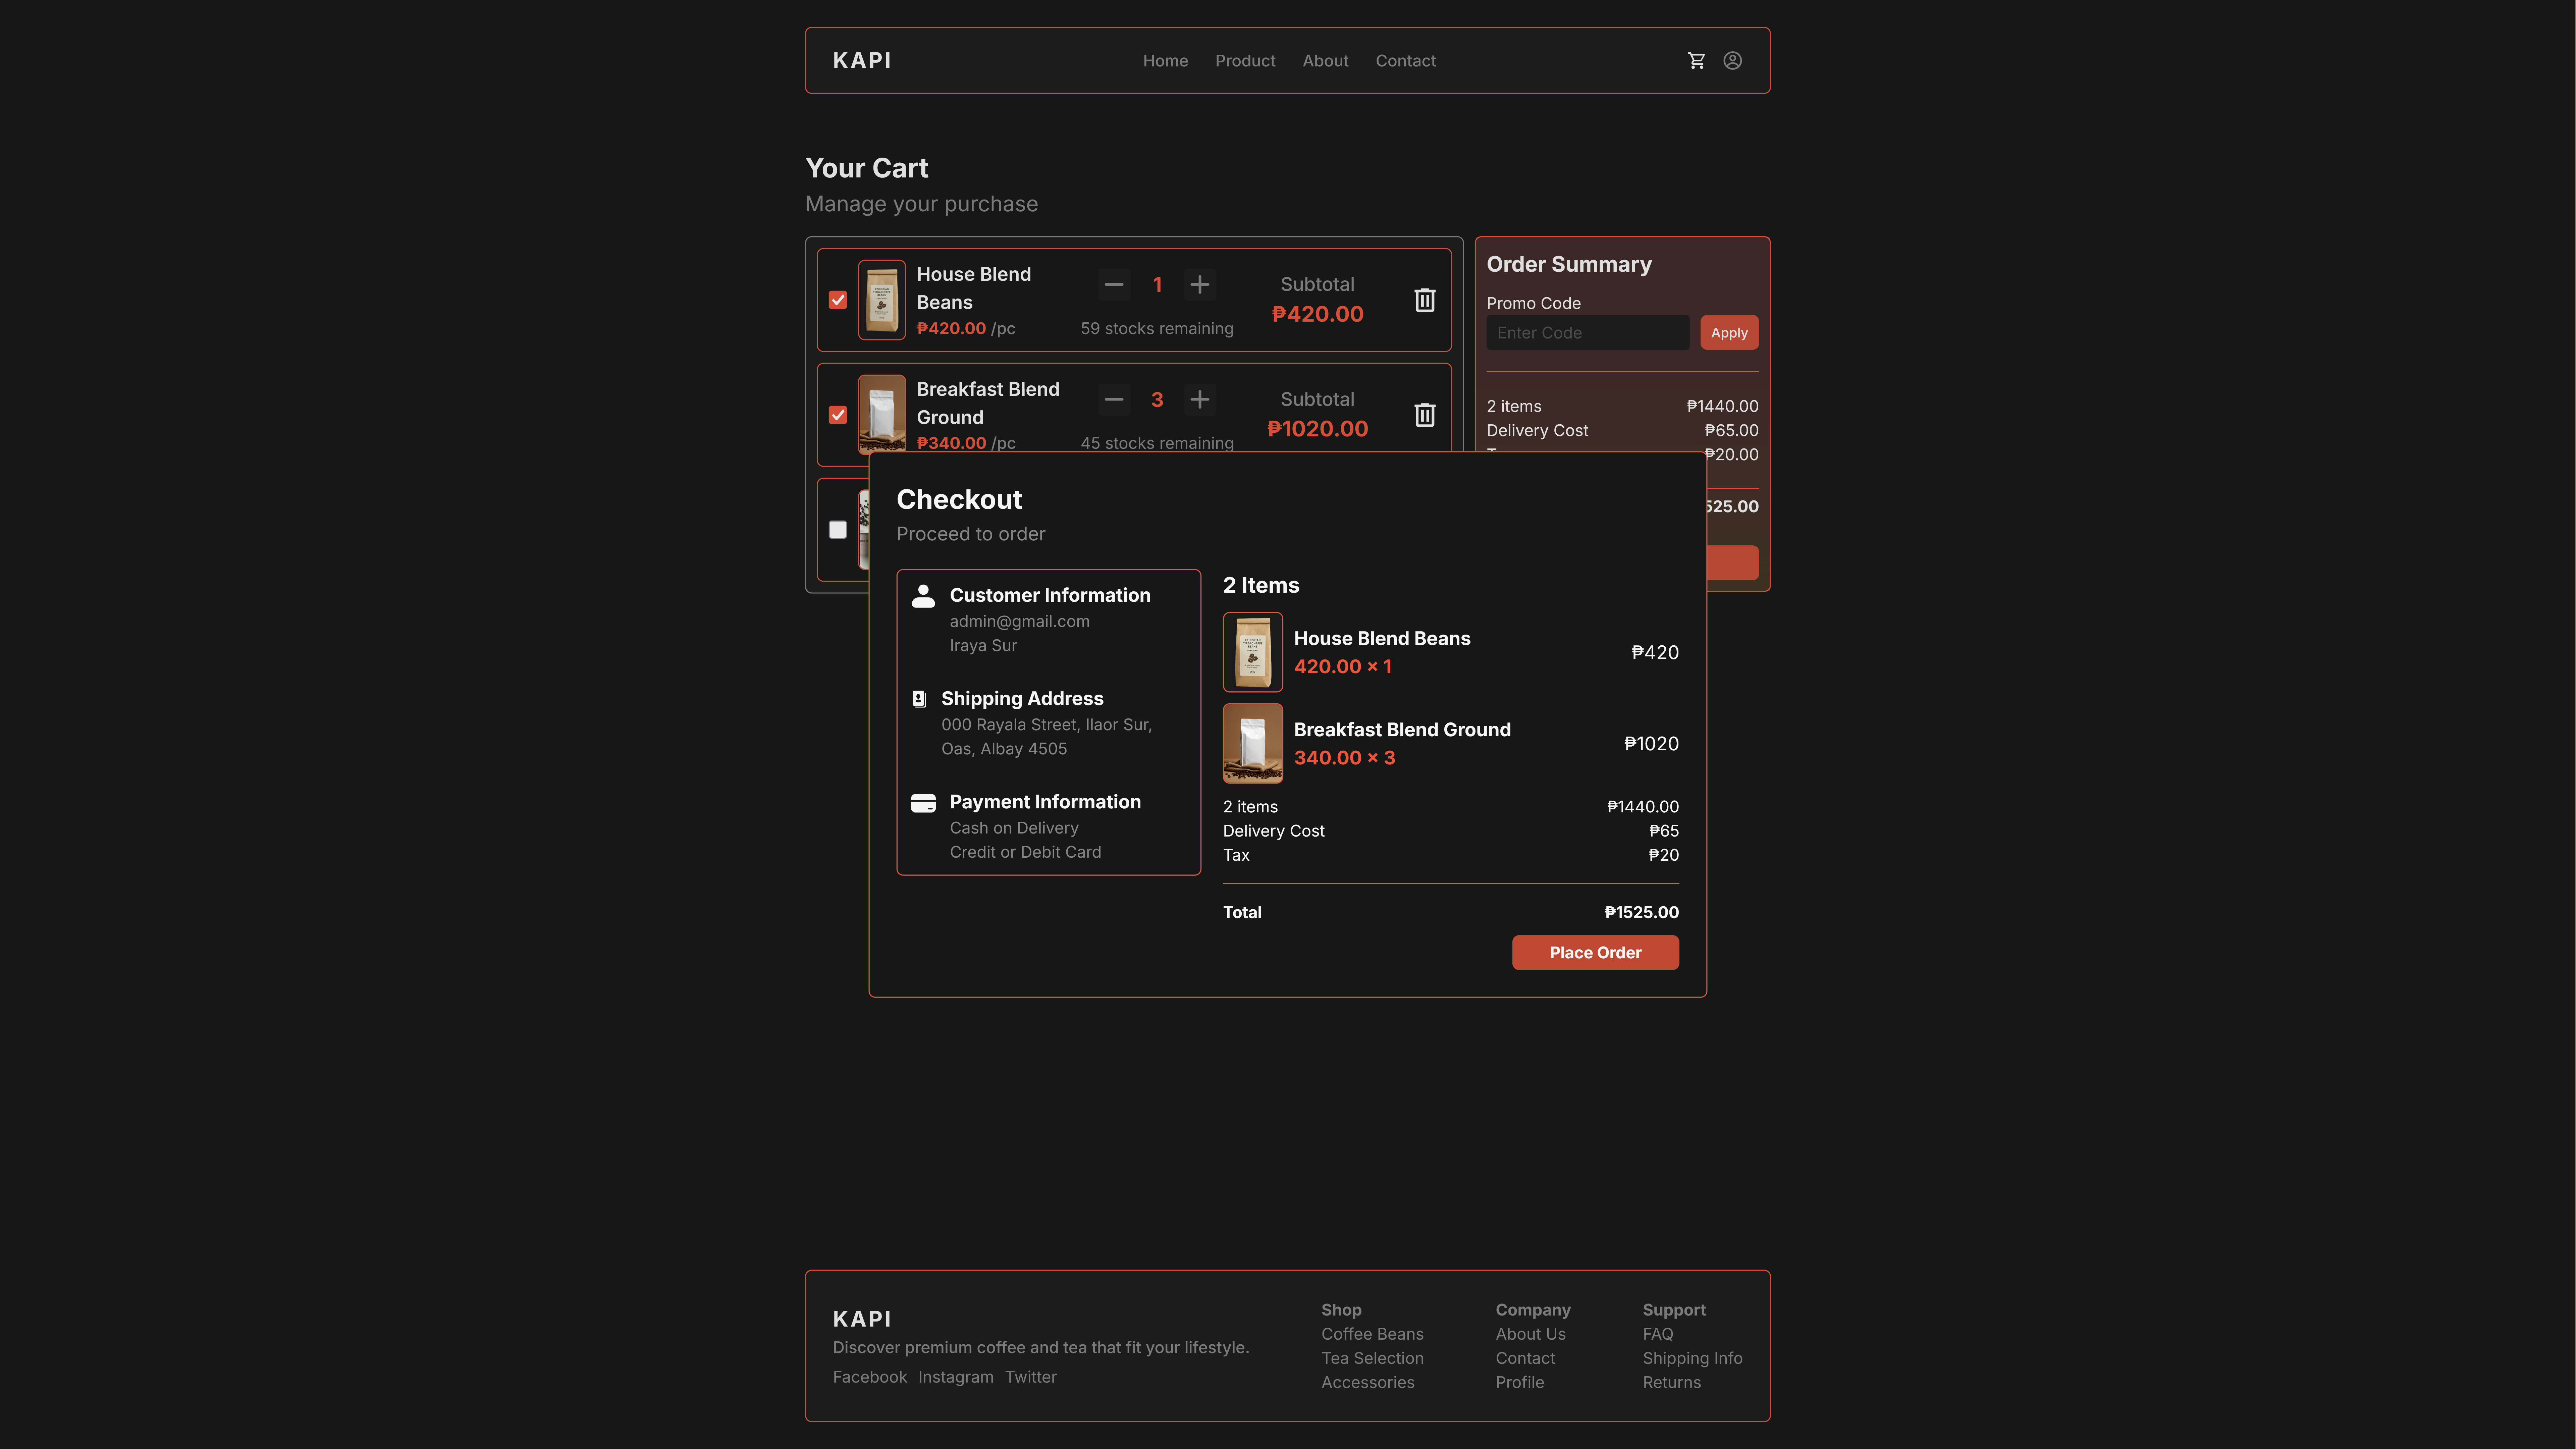 KAPI
Home Product About Contact
Your Cart
Manage your purchase
House Blend
Beans
₱420.00 /pc
1
59 stocks remaining
Subtotal
₱420.00
Breakfast Blend
Ground
₱340.00 /pc
3
45 stocks remaining
Subtotal
₱1020.00
Order Summary
Promo Code
Enter Code
Apply
2 items ₱1440.00
Delivery Cost ₱65.00
₱20.00
525.00
Checkout
Proceed to order
Customer Information
admin@gmail.com
Iraya Sur
Shipping Address
000 Rayala Street, Ilaor Sur,
Oas, Albay 4505
Payment Information
Cash on Delivery
Credit or Debit Card
2 Items
House Blend Beans
420.00 × 1
₱420
Breakfast Blend Ground
340.00 × 3
₱1020
2 items ₱1440.00
Delivery Cost ₱65
Tax ₱20
Total ₱1525.00
Place Order
KAPI
Discover premium coffee and tea that fit your lifestyle.
Facebook Instagram Twitter
Shop
Coffee Beans
Tea Selection
Accessories
Company
About Us
Contact
Profile
Support
FAQ
Shipping Info
Returns